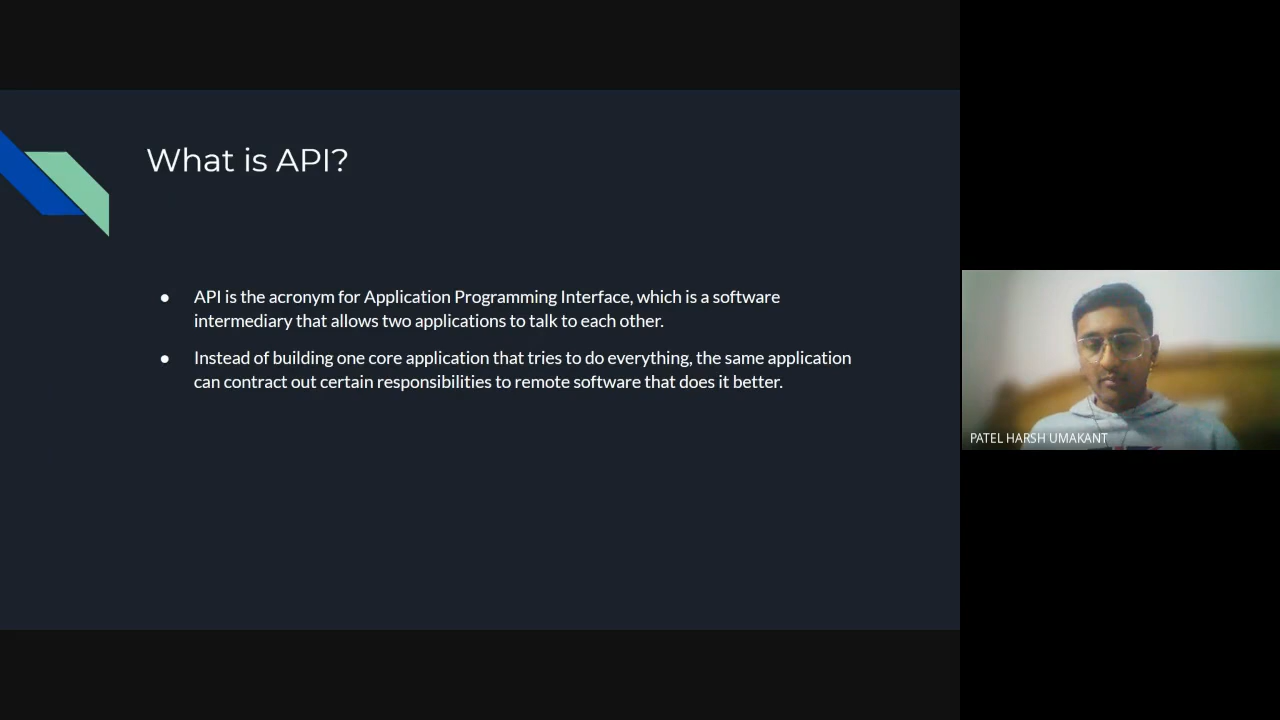 What is API?
● API is the acronym for Application Programming Interface, which is a software
intermediary that allows two applications to talk to each other.
● Instead of building one core application that tries to do everything, the same application
can contract out certain responsibilities to remote software that does it better.
PATEL HARSH UMAKANT